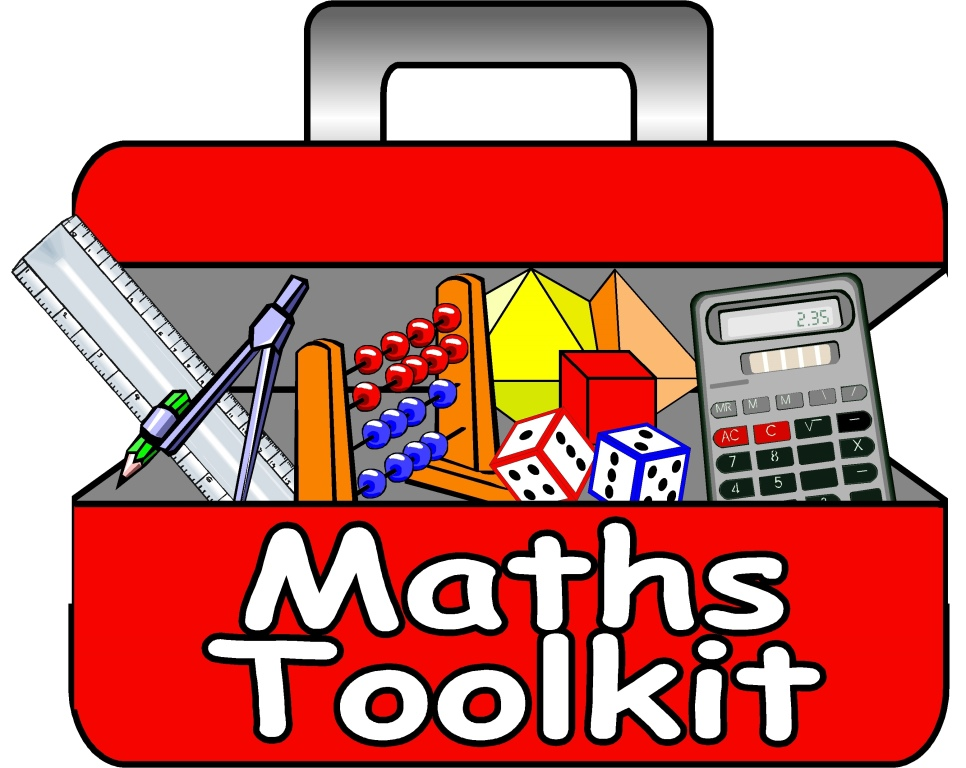 2.35
MR M M \ /
AC C √ -
7 8 X
4 5
Maths
Toolkit